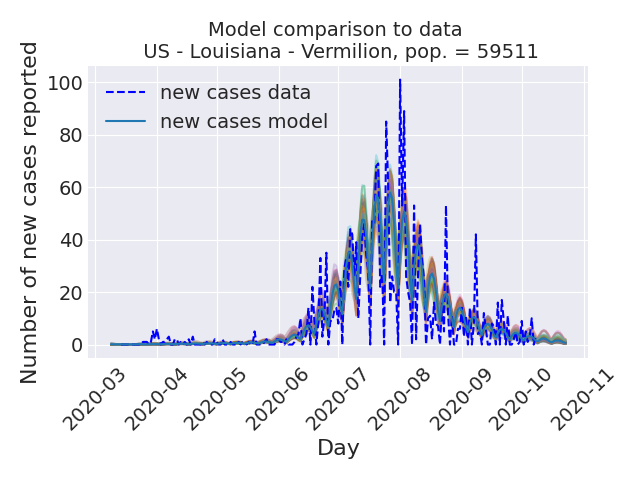 Model comparison to data
US - Louisiana - Vermilion, pop. = 59511
Number of new cases reported
100
80
60
40
20
0
new cases data
new cases model
2020-03
2020-04
2020-05
2020-06
2020-07
2020-08
2020-09
2020-10
2020-11
Day